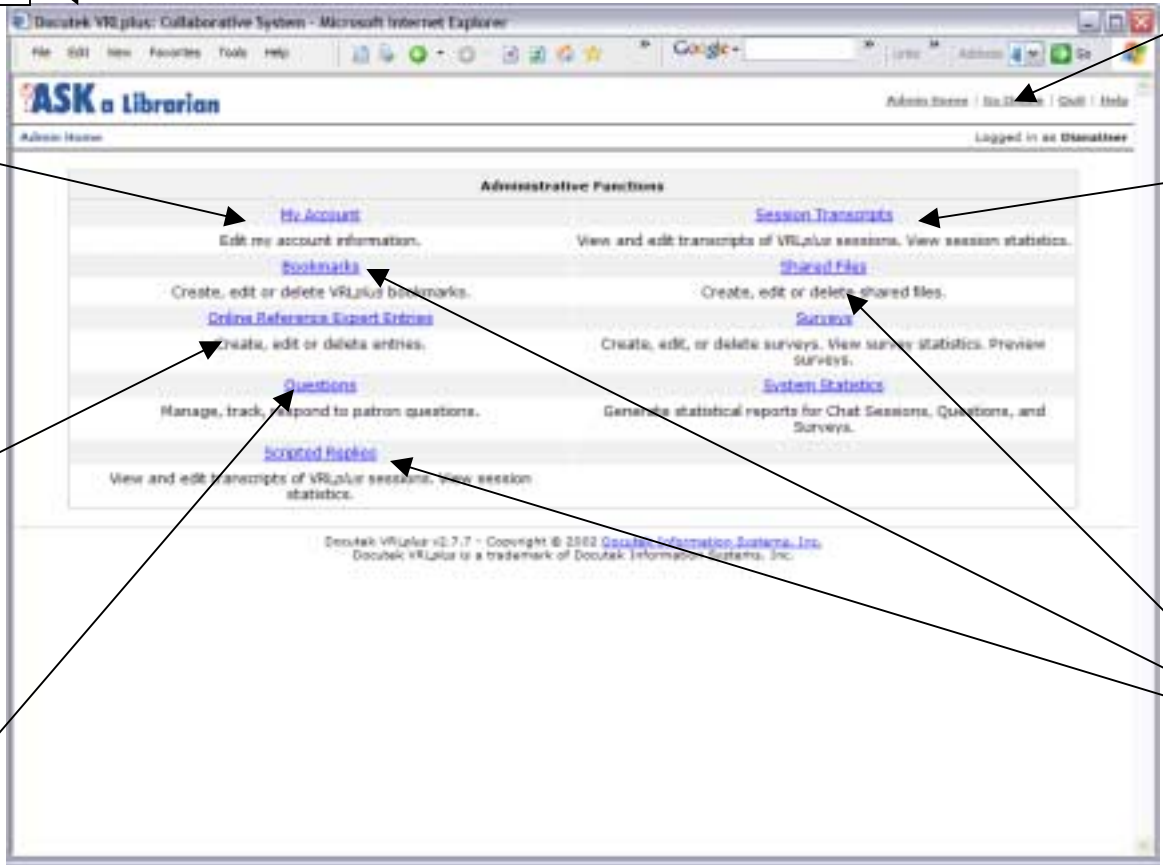 Docutek VRLplus: Collaborative System - Microsoft Internet Explorer
File Edit View Favorites Tools Help Google Links Address Go
ASK a Librarian
Admin Home | Go Online | Quit | Help
Admin Home
Logged in as
Administrative Functions
My Account Session Transcripts
Edit my account information. View and edit transcripts of VRLplus sessions. View session statistics.
Bookmarks Shared Files
Create, edit or delete VRLplus bookmarks. Create, edit or delete shared files.
Online Reference Expert Entries Surveys
Create, edit or delete entries. Create, edit, or delete surveys. View survey statistics. Preview
surveys.
Questions System Statistics
Manage, track, respond to patron questions. Generate statistical reports for Chat Sessions, Questions, and
Surveys.
Scripted Replies
View and edit transcripts of VRLplus sessions. View session
statistics.
Docutek VRLplus v2.7.7 - Copyright © 2002 Docutek Information Systems, Inc.
Docutek VRLplus is a trademark of Docutek Information Systems, Inc.